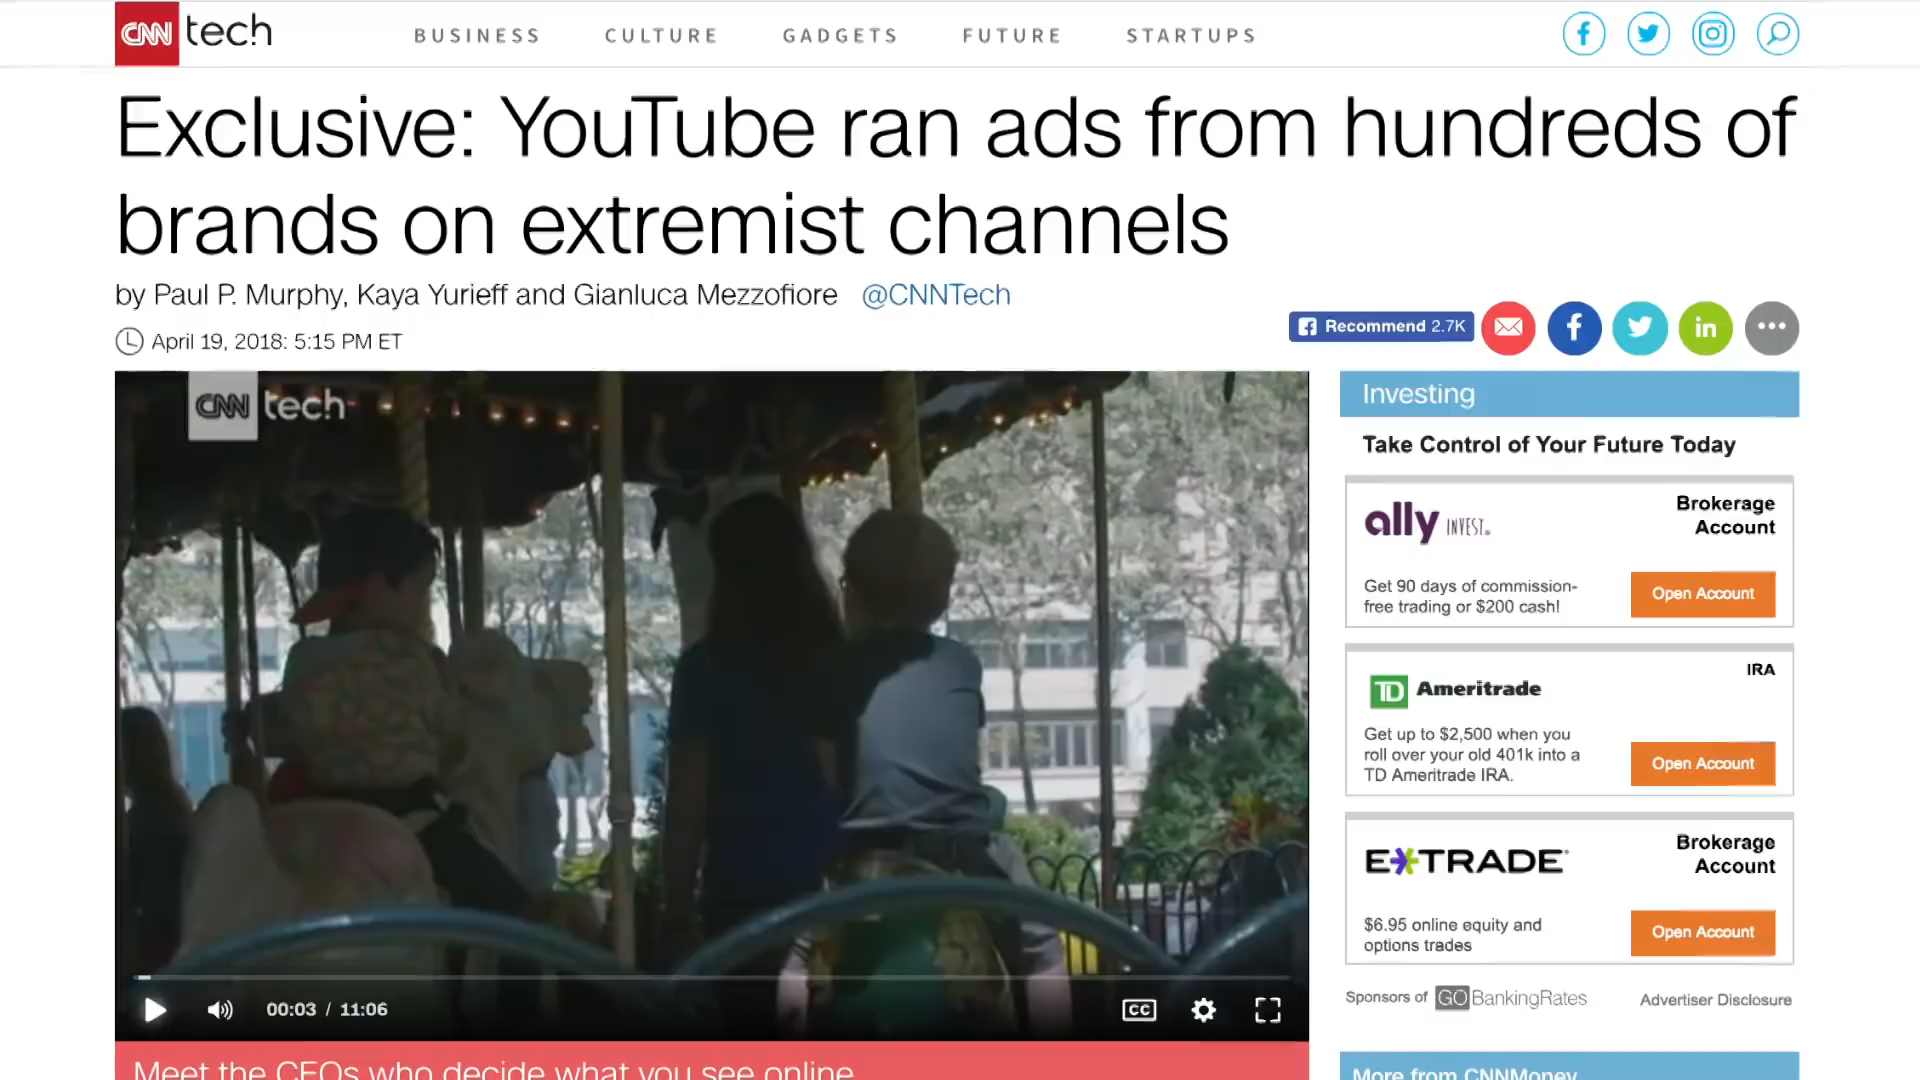 CNN tech
BUSINESS CULTURE GADGETS FUTURE STARTUPS
Exclusive: YouTube ran ads from hundreds of
brands on extremist channels
by Paul P. Murphy, Kaya Yurieff and Gianluca Mezzofiore @CNNTech
April 19, 2018: 5:15 PM ET
Recommend 2.7K
CNN tech
00:03 / 11:06
CC
Meet the CEOs who decide what you see online
Investing
Take Control of Your Future Today
ally INVEST.
Brokerage
Account
Get 90 days of commission-
free trading or $200 cash!
Open Account
TD Ameritrade
IRA
Get up to $2,500 when you
roll over your old 401k into a
TD Ameritrade IRA.
Open Account
E*TRADE
Brokerage
Account
$6.95 online equity and
options trades
Open Account
Sponsors of GOBankingRates
Advertiser Disclosure
More from CNNMoney